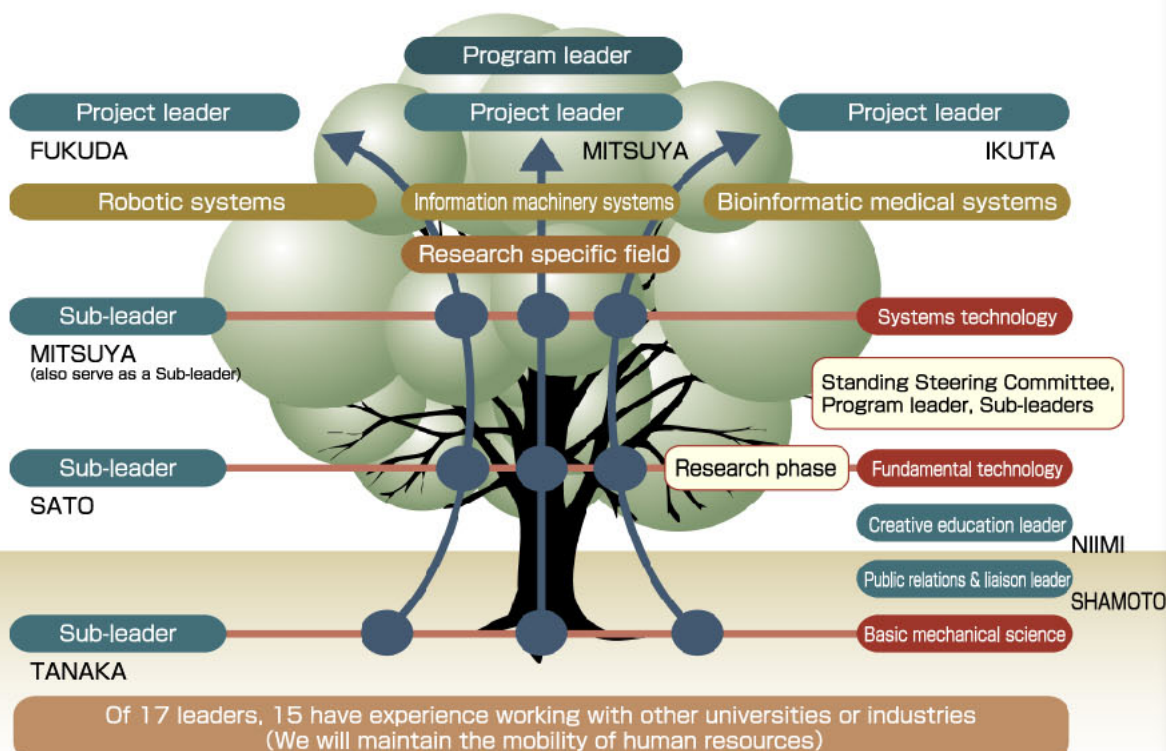 Program leader
Project leader
Project leader
Project leader
FUKUDA
MITSUYA
IKUTA
Robotic systems
Information machinery systems
Bioinformatic medical systems
Research specific field
Sub-leader
Systems technology
MITSUYA
(also serve as a Sub-leader)
Standing Steering Committee,
Program leader, Sub-leaders
Sub-leader
Research phase
Fundamental technology
SATO
Creative education leader
NIIMI
Public relations & liaison leader
SHAMOTO
Sub-leader
Basic mechanical science
TANAKA
Of 17 leaders, 15 have experience working with other universities or industries
(We will maintain the mobility of human resources)